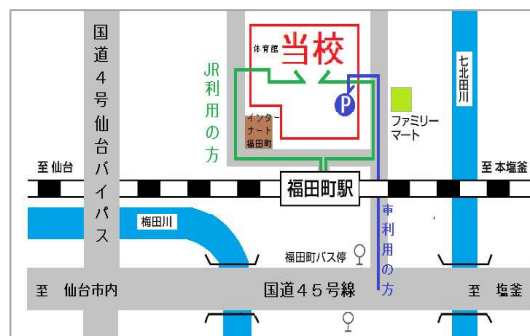 国道４号仙台バイパス
体育館
当校
JR利用の方
P
七北田川
インター
ナート
福田町
ファミリー
マート
至 仙台
至 本塩釜
福田町駅
車利用の方
梅田川
福田町バス停
至 仙台市内
国道４５号線
至 塩釜